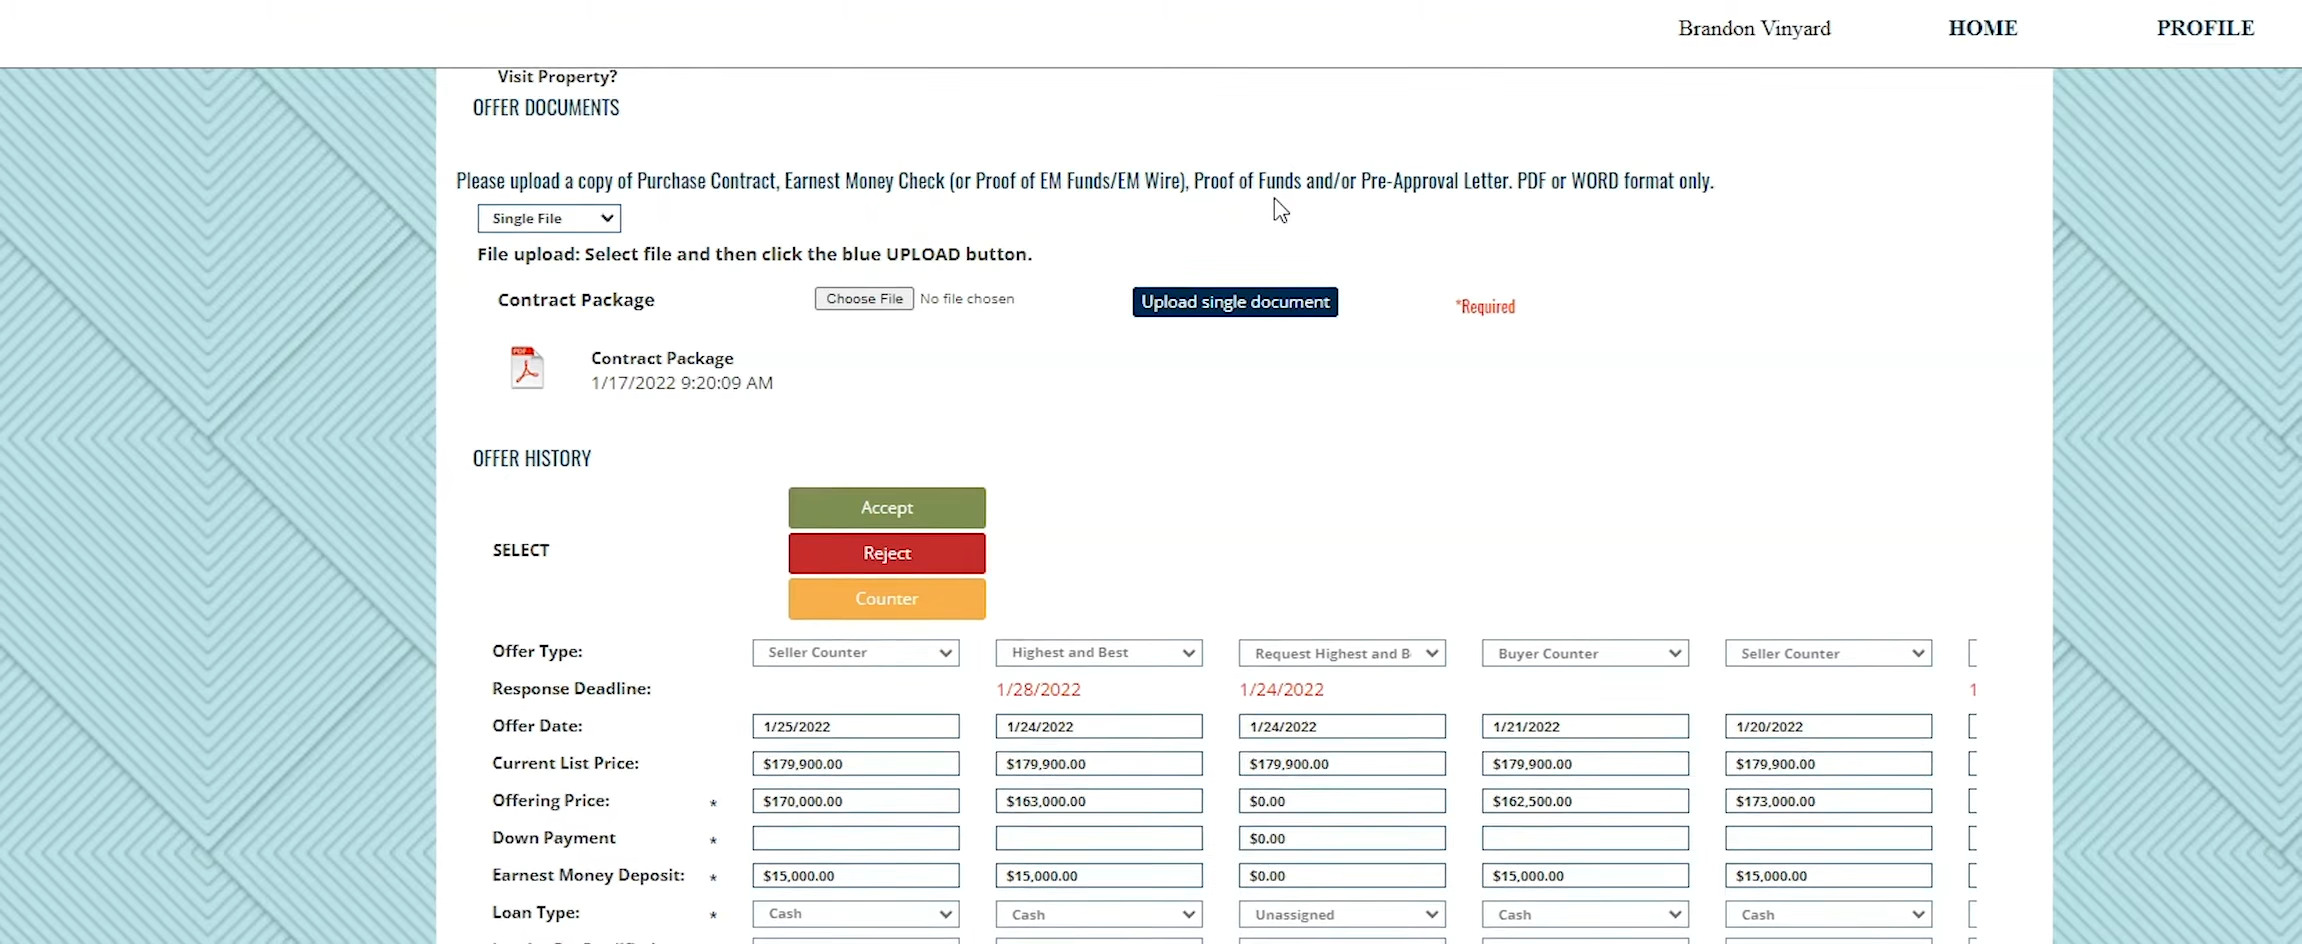 Brandon Vinyard HOME PROFILE
Visit Property?
OFFER DOCUMENTS
Please upload a copy of Purchase Contract, Earnest Money Check (or Proof of EM Funds/EM Wire), Proof of Funds and/or Pre-Approval Letter. PDF or WORD format only.
Single File
File upload: Select file and then click the blue UPLOAD button.
Contract Package Choose File No file chosen Upload single document *Required
PDF
Contract Package
1/17/2022 9:20:09 AM
OFFER HISTORY
Accept
SELECT Reject
Counter
Offer Type: Seller Counter Highest and Best Request Highest and B Buyer Counter Seller Counter
Response Deadline: 1/28/2022 1/24/2022 1
Offer Date: 1/25/2022 1/24/2022 1/24/2022 1/21/2022 1/20/2022
Current List Price: $179,900.00 $179,900.00 $179,900.00 $179,900.00 $179,900.00
Offering Price: * $170,000.00 $163,000.00 $0.00 $162,500.00 $173,000.00
Down Payment * $0.00
Earnest Money Deposit: * $15,000.00 $15,000.00 $0.00 $15,000.00 $15,000.00
Loan Type: * Cash Cash Unassigned Cash Cash